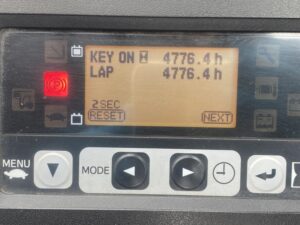 KEY ON 4776.4h
LAP 4776.4h
2SEC
RESET NEXT
MENU MODE